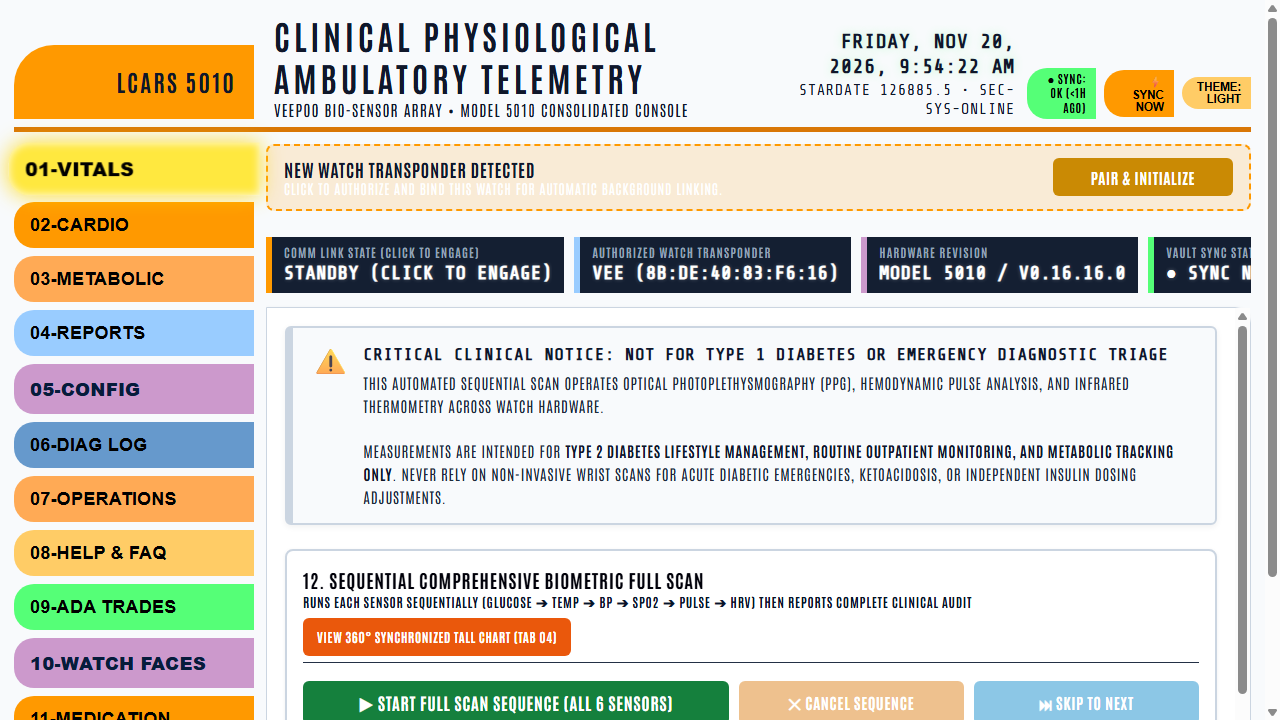 LCARS 5010
CLINICAL PHYSIOLOGICAL
AMBULATORY TELEMETRY
VEEPOO BIO-SENSOR ARRAY • MODEL 5010 CONSOLIDATED CONSOLE
FRIDAY, NOV 20,
2026, 9:54:22 AM
STARDATE 126885.5 · SEC-
SYS-ONLINE
● SYNC:
OK (<1H
AGO)
SYNC
NOW
THEME:
LIGHT
01-VITALS
02-CARDIO
03-METABOLIC
04-REPORTS
05-CONFIG
06-DIAG LOG
07-OPERATIONS
08-HELP & FAQ
09-ADA TRADES
10-WATCH FACES
11-MEDICATION
NEW WATCH TRANSPONDER DETECTED
CLICK TO AUTHORIZE AND BIND THIS WATCH FOR AUTOMATIC BACKGROUND LINKING.
PAIR & INITIALIZE
COMM LINK STATE (CLICK TO ENGAGE)
STANDBY (CLICK TO ENGAGE)
AUTHORIZED WATCH TRANSPONDER
VEE (8B:DE:40:83:F6:16)
HARDWARE REVISION
MODEL 5010 / V0.16.16.0
VAULT SYNC STAT
● SYNC N
CRITICAL CLINICAL NOTICE: NOT FOR TYPE 1 DIABETES OR EMERGENCY DIAGNOSTIC TRIAGE
THIS AUTOMATED SEQUENTIAL SCAN OPERATES OPTICAL PHOTOPLETHYSMOGRAPHY (PPG), HEMODYNAMIC PULSE ANALYSIS, AND INFRARED
THERMOMETRY ACROSS WATCH HARDWARE.
MEASUREMENTS ARE INTENDED FOR TYPE 2 DIABETES LIFESTYLE MANAGEMENT, ROUTINE OUTPATIENT MONITORING, AND METABOLIC TRACKING
ONLY. NEVER RELY ON NON-INVASIVE WRIST SCANS FOR ACUTE DIABETIC EMERGENCIES, KETOACIDOSIS, OR INDEPENDENT INSULIN DOSING
ADJUSTMENTS.
12. SEQUENTIAL COMPREHENSIVE BIOMETRIC FULL SCAN
RUNS EACH SENSOR SEQUENTIALLY (GLUCOSE ➔ TEMP ➔ BP ➔ SPO2 ➔ PULSE ➔ HRV) THEN REPORTS COMPLETE CLINICAL AUDIT
VIEW 360° SYNCHRONIZED TALL CHART (TAB 04)
▶ START FULL SCAN SEQUENCE (ALL 6 SENSORS)
✕ CANCEL SEQUENCE
⏭ SKIP TO NEXT